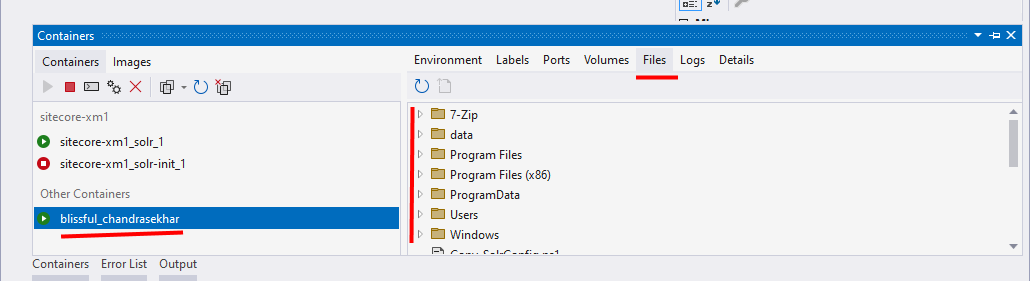 Containers
Containers Images
Environment Labels Ports Volumes Files Logs Details
sitecore-xm1
sitecore-xm1_solr_1
sitecore-xm1_solr-init_1
Other Containers
blissful_chandrasekhar
7-Zip
data
Program Files
Program Files (x86)
ProgramData
Users
Windows
Containers Error List Output